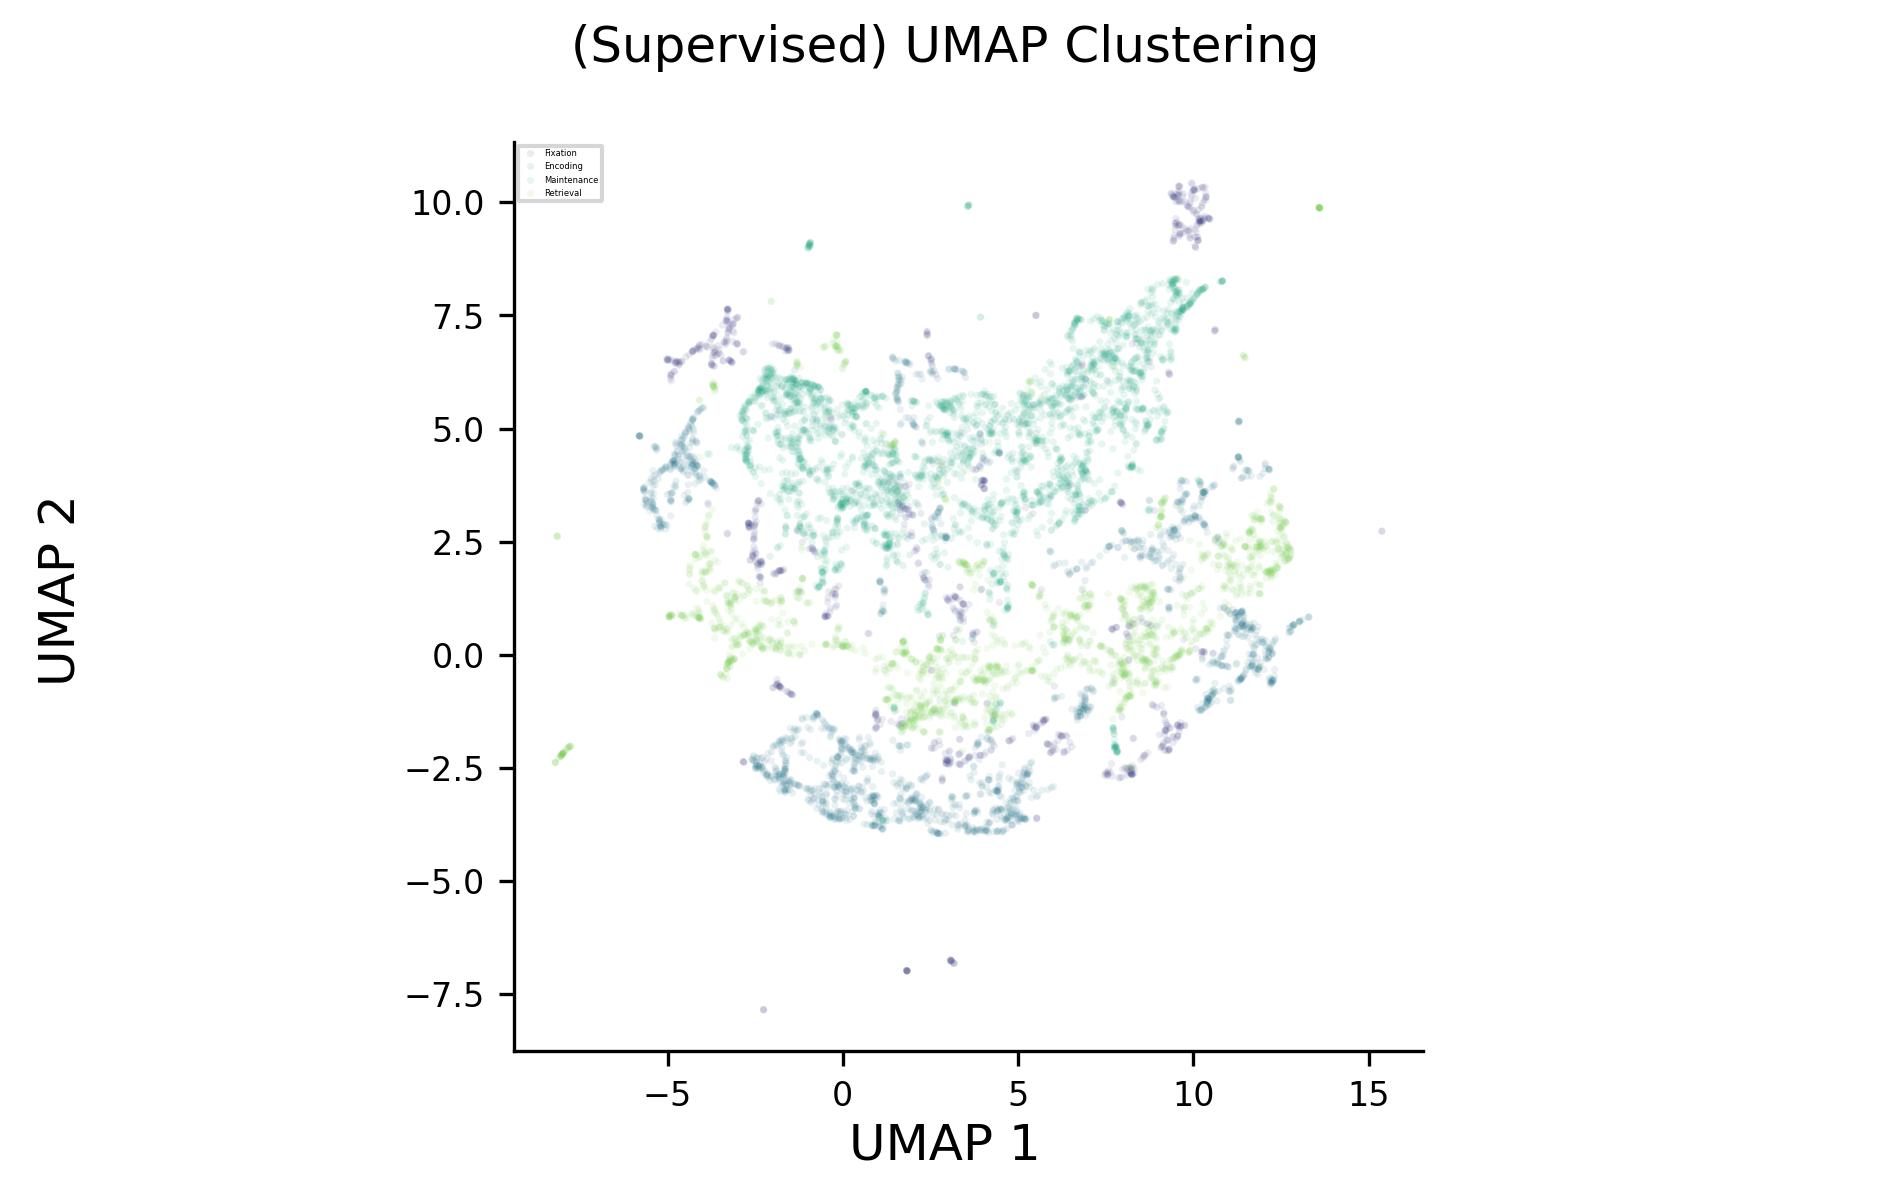 (Supervised) UMAP Clustering
Fixation
Encoding
Maintenance
Retrieval
10.0
7.5
5.0
2.5
0.0
−2.5
−5.0
−7.5
UMAP 2
−5 0 5 10 15
UMAP 1